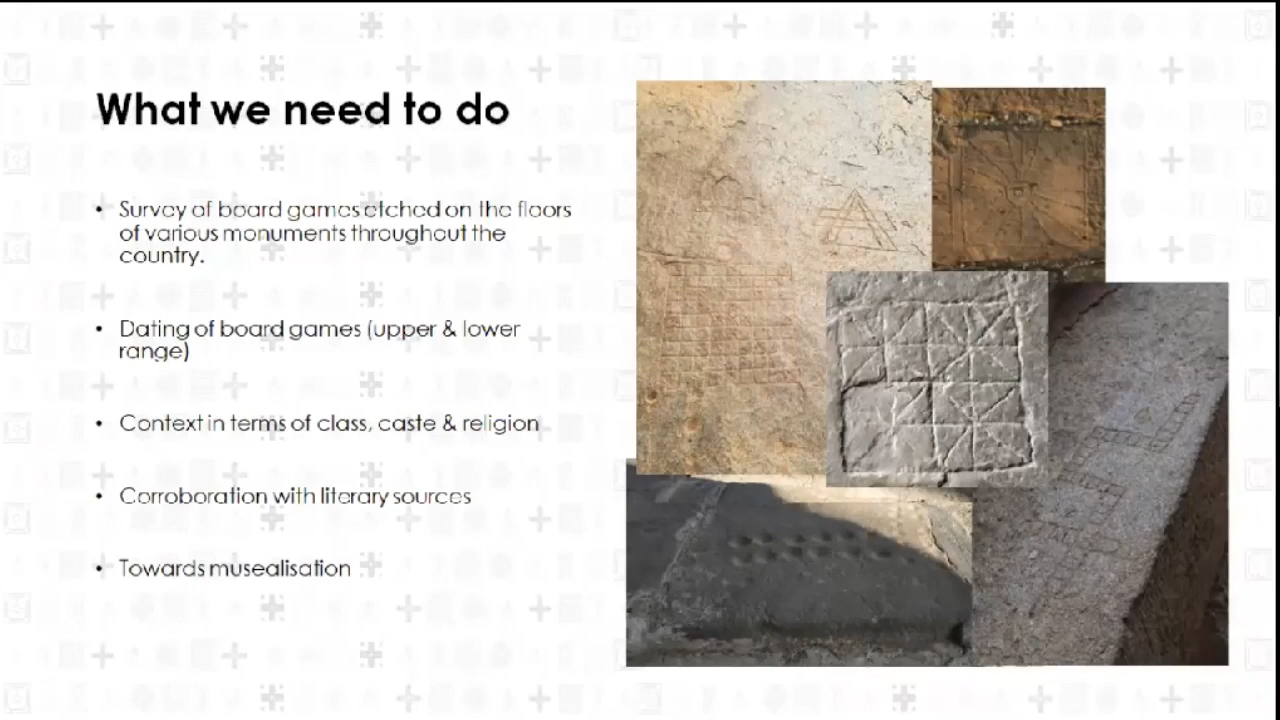 What we need to do
• Survey of board games etched on the floors
of various monuments throughout the
country.
• Dating of board games (upper & lower
range)
• Context in terms of class, caste & religion
• Corroboration with literary sources
• Towards musealisation